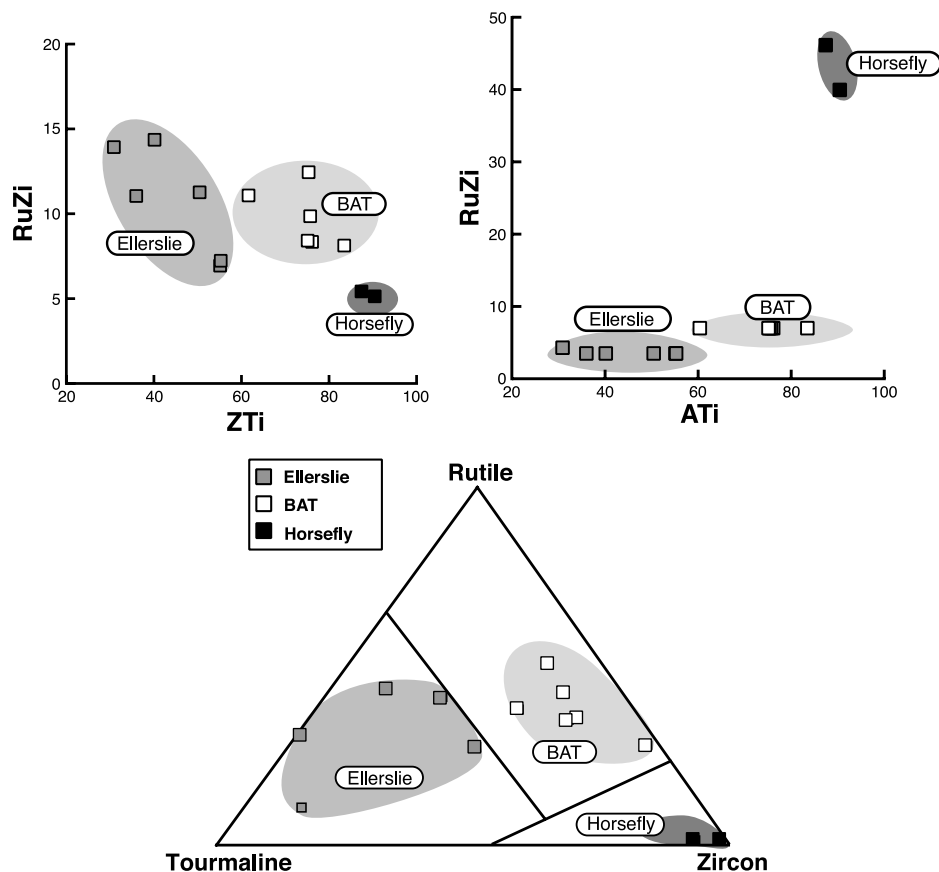 20
15
10
5
0
RuZi
20
40
60
80
100
ZTi
Ellerslie
BAT
Horsefly
50
40
30
20
10
0
RuZi
20
40
60
80
100
ATi
Horsefly
Ellerslie
BAT
Ellerslie
BAT
Horsefly
Rutile
Ellerslie
BAT
Horsefly
Tourmaline
Zircon